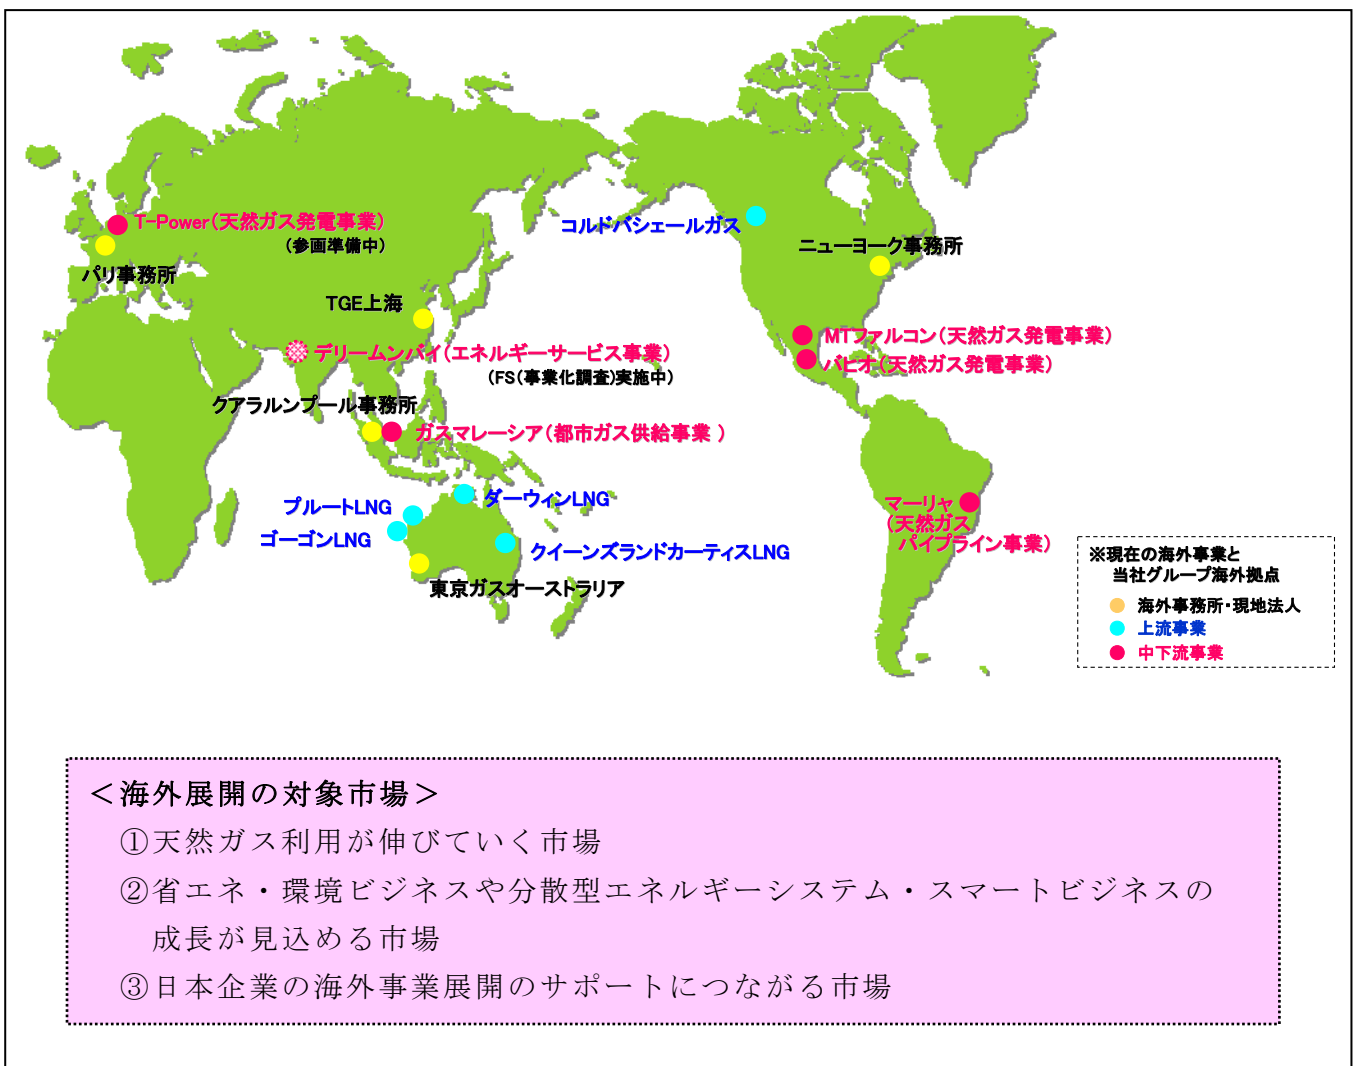 コルドバシェールガス
T-Power（天然ガス発電事業）
（参画準備中）
ニューヨーク事務所
パリ事務所
TGE上海
MTファルコン（天然ガス発電事業）
デリームンバイ（エネルギーサービス事業）
バヒオ（天然ガス発電事業）
（FS（事業化調査）実施中）
クアラルンプール事務所
ガスマレーシア（都市ガス供給事業 ）
プルートLNG
ダーウィンLNG
マーリャ
（天然ガス
パイプライン事業）
ゴーゴンLNG
クイーンズランドカーティスLNG
東京ガスオーストラリア
※現在の海外事業と
当社グループ海外拠点
海外事務所・現地法人
上流事業
中下流事業
＜海外展開の対象市場＞
①天然ガス利用が伸びていく市場
②省エネ・環境ビジネスや分散型エネルギーシステム・スマートビジネスの
成長が見込める市場
③日本企業の海外事業展開のサポートにつながる市場